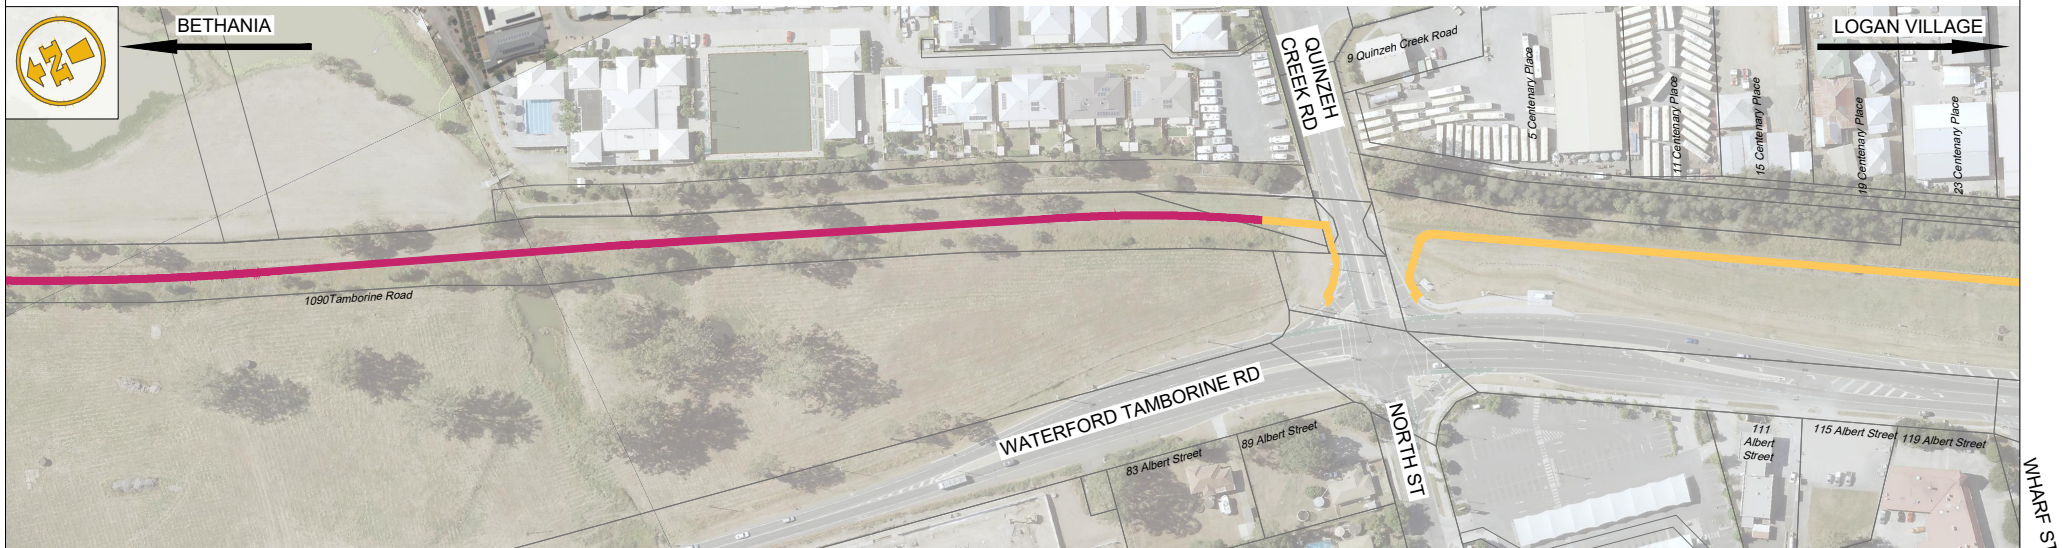 BETHANIA
LOGAN VILLAGE
N
QUINZEH
CREEK RD
9 Quinzeh Creek Road
5 Centenary Place
11 Centenary Place
15 Centenary Place
19 Centenary Place
23 Centenary Place
1090Tamborine Road
WATERFORD TAMBORINE RD
NORTH ST
83 Albert Street
89 Albert Street
111
Albert
Street
115 Albert Street
119 Albert Street
WHARF ST